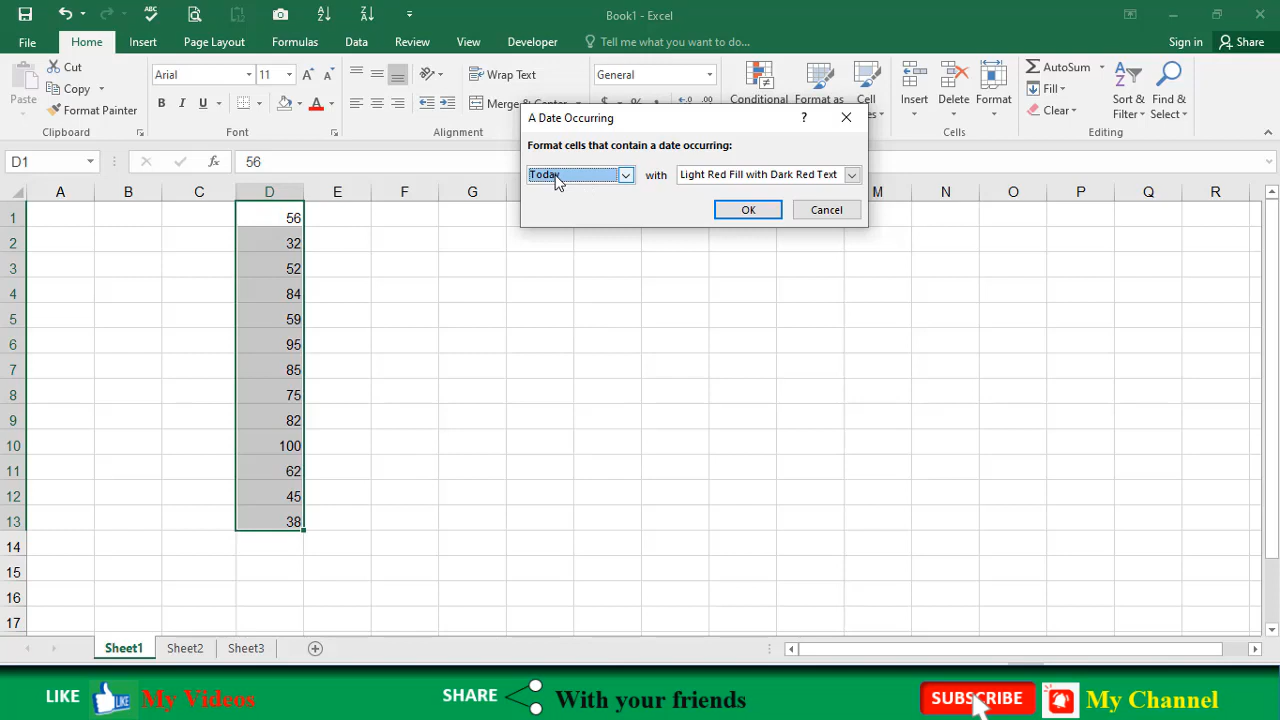 Book1 - Excel
File Home Insert Page Layout Formulas Data Review View Developer Tell me what you want to do... Sign in Share
Paste
Cut
Copy
Format Painter
Clipboard
Arial 11
B I U
A
Font
Wrap Text
Merge & Center
Alignment
General
Conditional
Format as
Cell
Insert
Delete
Format
Cells
AutoSum
Fill
Clear
Sort & Filter
Find & Select
Editing
A Date Occurring
Format cells that contain a date occurring:
Today with Light Red Fill with Dark Red Text
OK Cancel
D1 fx 56
A B C D E F G M N O P Q R
1 56
2 32
3 52
4 84
5 59
6 95
7 85
8 75
9 82
10 100
11 62
12 45
13 38
14
15
16
17
Sheet1 Sheet2 Sheet3
LIKE LIKE My Videos SHARE With your friends SUBSCRIBE My Channel